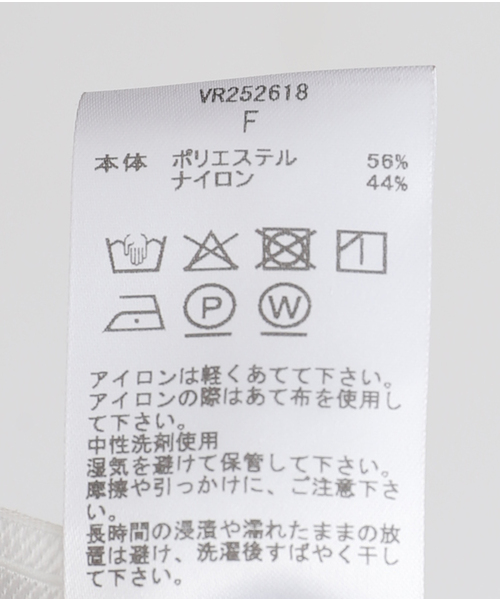 VR252618
F
本体 ポリエステル 56%
ナイロン 44%
P W
アイロンは軽くあてて下さい。
アイロンの際はあて布を使用し
て下さい。
中性洗剤使用
湿気を避けて保管して下さい。
摩擦や引っかけに、ご注意下さ
い。
長時間の浸漬や濡れたままの放
置は避け、洗濯後すばやく干し
て下さい。